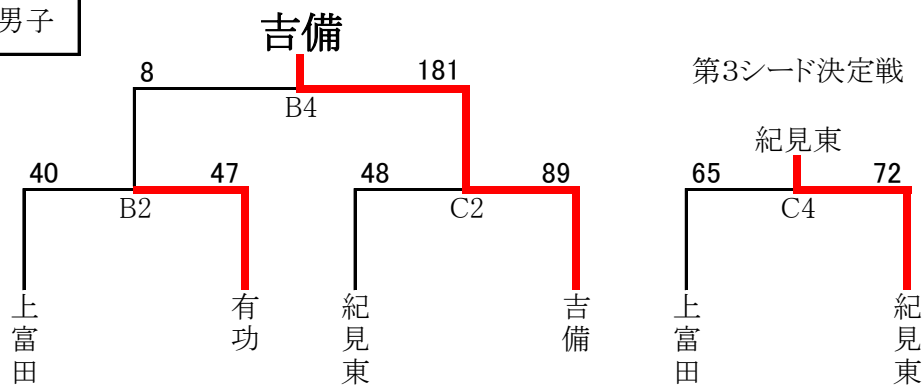 男子
吉備
8
181
B4
第3シード決定戦
紀見東
40
47
B2
48
89
C2
65
72
C4
上富田
有功
紀見東
吉備
上富田
紀見東